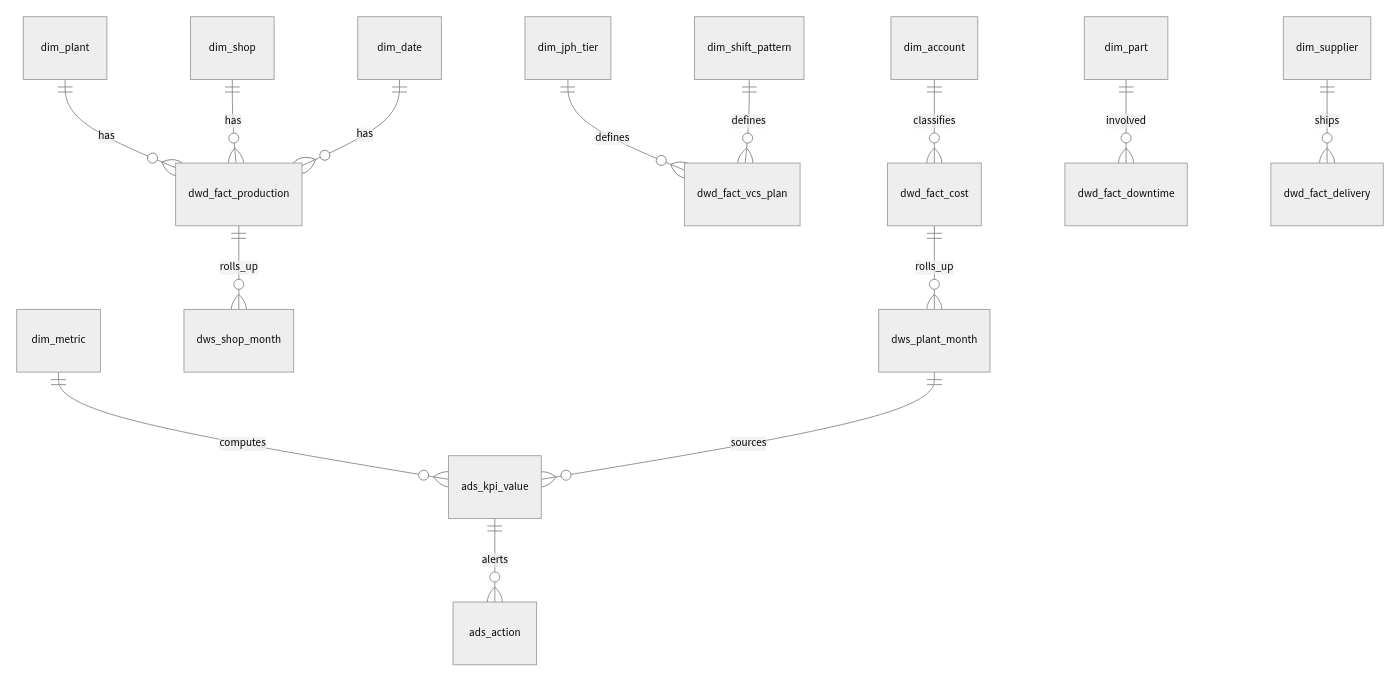 dim_plant
dim_shop
dim_date
dim_jph_tier
dim_shift_pattern
dim_account
dim_part
dim_supplier
has
has
has
defines
defines
classifies
involved
ships
dwd_fact_production
dwd_fact_vcs_plan
dwd_fact_cost
dwd_fact_downtime
dwd_fact_delivery
rolls_up
rolls_up
dim_metric
dws_shop_month
dws_plant_month
computes
sources
ads_kpi_value
alerts
ads_action